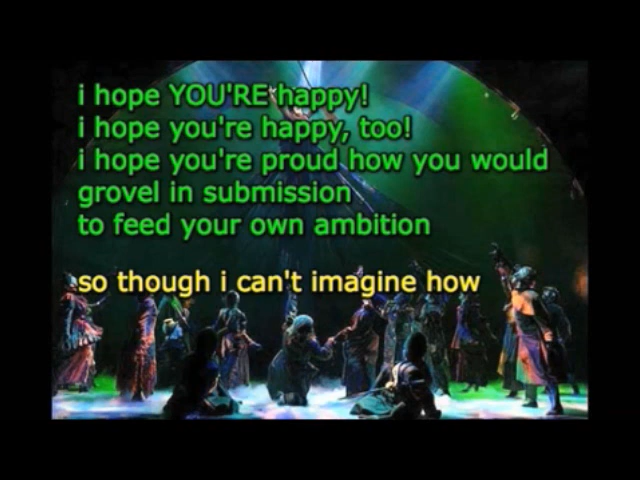 i hope YOU'RE happy!
i hope you're happy, too!
i hope you're proud how you would
grovel in submission
to feed your own ambition
so though i can't imagine how